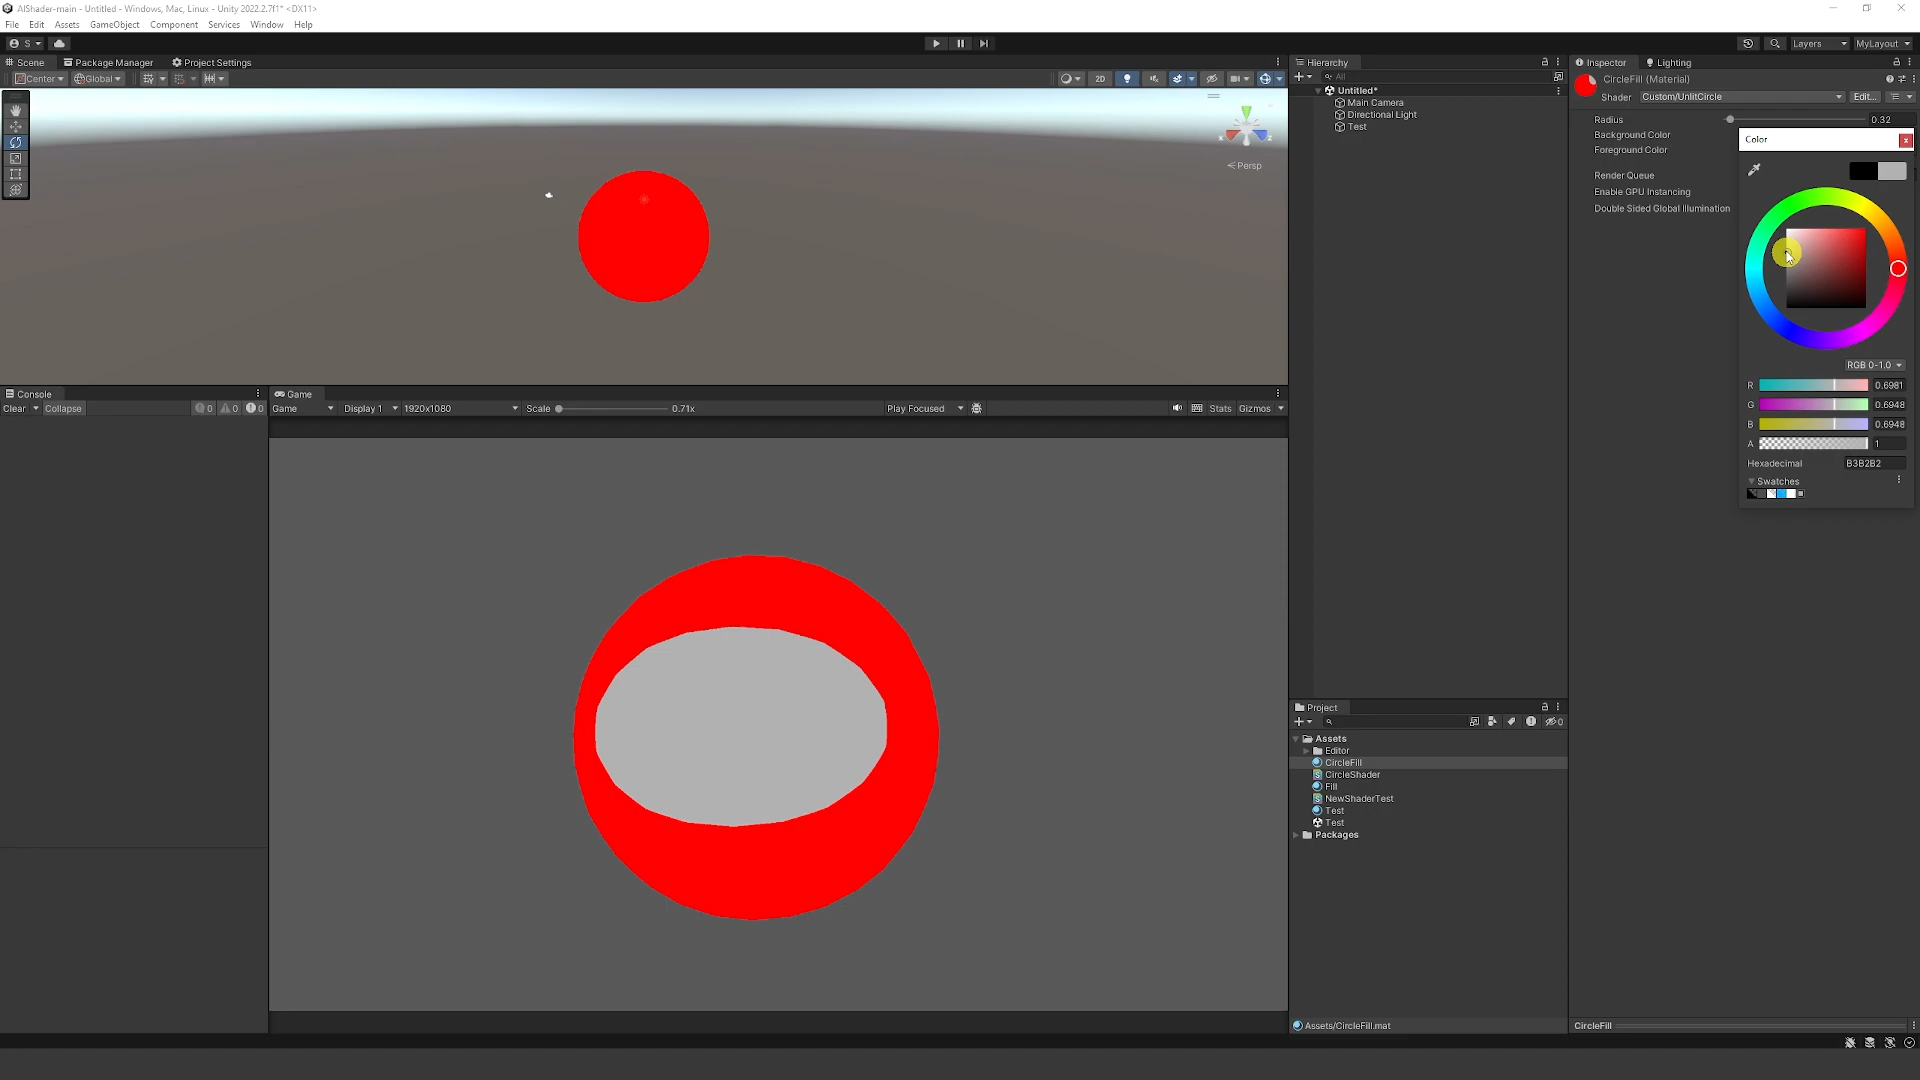 AIShader-main - Untitled - Windows, Mac, Linux - Unity 2022.2.7f1* <DX11>
File Edit Assets GameObject Component Services Window Help
S
Layers MyLayout
Scene Package Manager Project Settings
Center Global
2D
Persp
Hierarchy
All
Untitled*
Main Camera
Directional Light
Test
Inspector Lighting
CircleFill (Material)
Shader Custom/UnlitCircle Edit...
Radius 0.32
Background Color
Foreground Color
Render Queue
Enable GPU Instancing
Double Sided Global Illumination
Color
RGB 0-1.0
R 0.6981
G 0.6948
B 0.6948
A 1
Hexadecimal B3B2B2
Swatches
Console
Clear Collapse 0 0 0
Game
Game Display 1 1920x1080 Scale 0.71x Play Focused Stats Gizmos
Project
0
Assets
Editor
CircleFill
CircleShader
Fill
NewShaderTest
Test
Test
Packages
Assets/CircleFill.mat
CircleFill